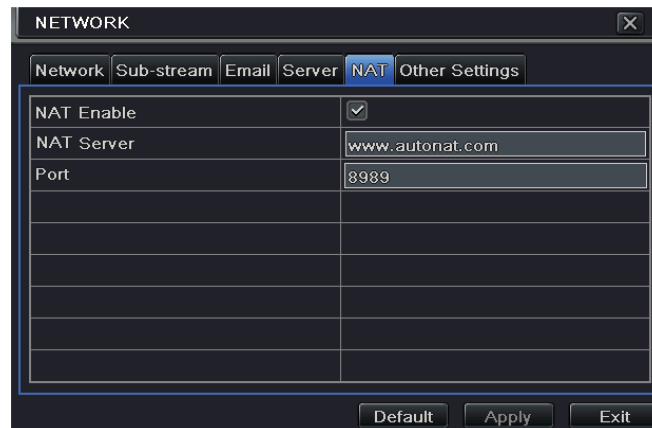 NETWORK
Network Sub-stream Email Server NAT Other Settings
NAT Enable
NAT Server www.autonat.com
Port 8989
Default Apply Exit